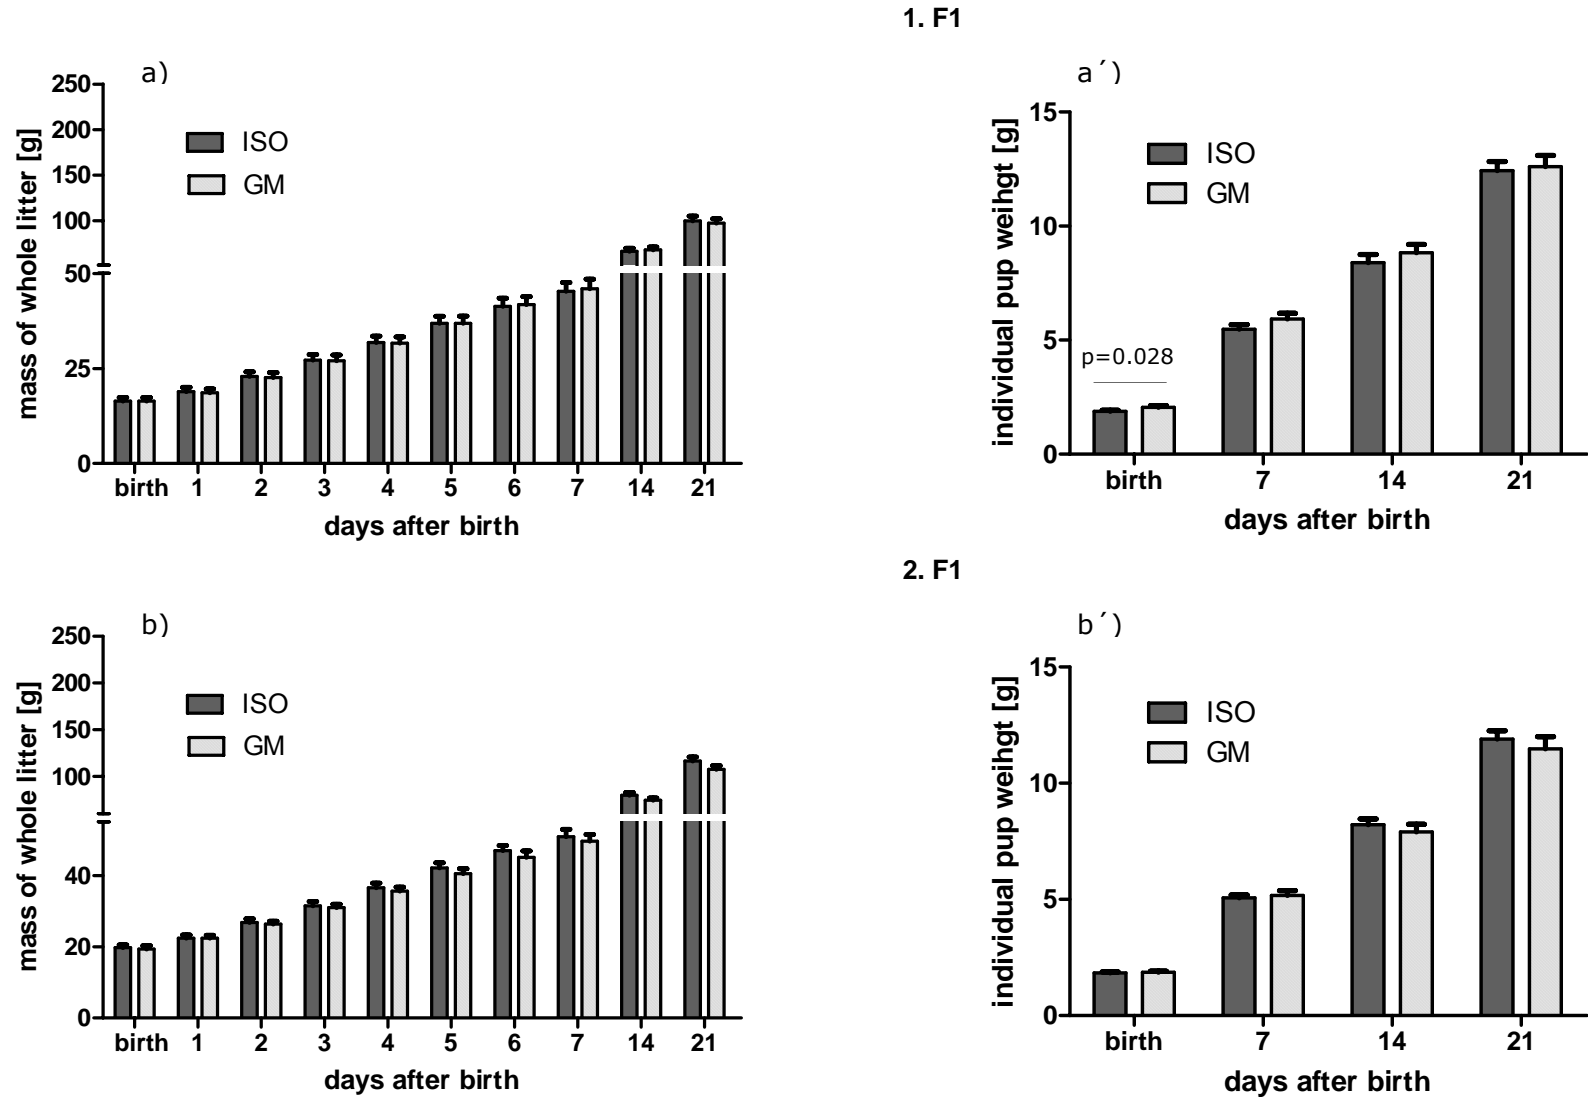 1. F1
a)
mass of whole litter [g]
250
200
150
100
50
25
0
ISO
GM
birth 1 2 3 4 5 6 7 14 21
days after birth
a´)
individual pup weihgt [g]
15
10
5
0
ISO
GM
p=0.028
birth 7 14 21
days after birth
2. F1
b)
mass of whole litter [g]
250
200
150
100
40
20
0
ISO
GM
birth 1 2 3 4 5 6 7 14 21
days after birth
b´)
individual pup weihgt [g]
15
10
5
0
ISO
GM
birth 7 14 21
days after birth